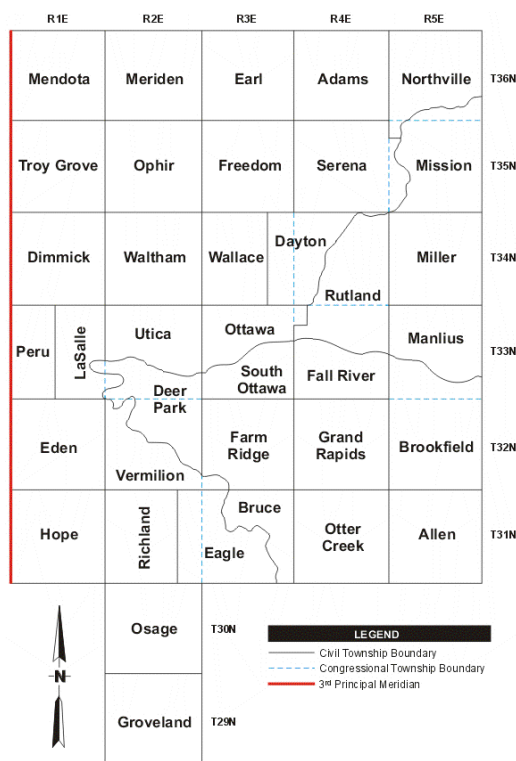 R1E R2E R3E R4E R5E
Mendota Meriden Earl Adams Northville T36N
Troy Grove Ophir Freedom Serena Mission T35N
Dimmick Waltham Wallace Dayton Miller T34N
Rutland
Peru LaSalle Utica Ottawa Manlius T33N
Deer
Park
South
Ottawa
Fall River
Eden Vermilion
Farm
Ridge
Grand
Rapids
Brookfield T32N
Hope Richland Eagle Bruce
Otter
Creek
Allen T31N
Osage T30N
Groveland T29N
N
LEGEND
Civil Township Boundary
Congressional Township Boundary
3rd Principal Meridian